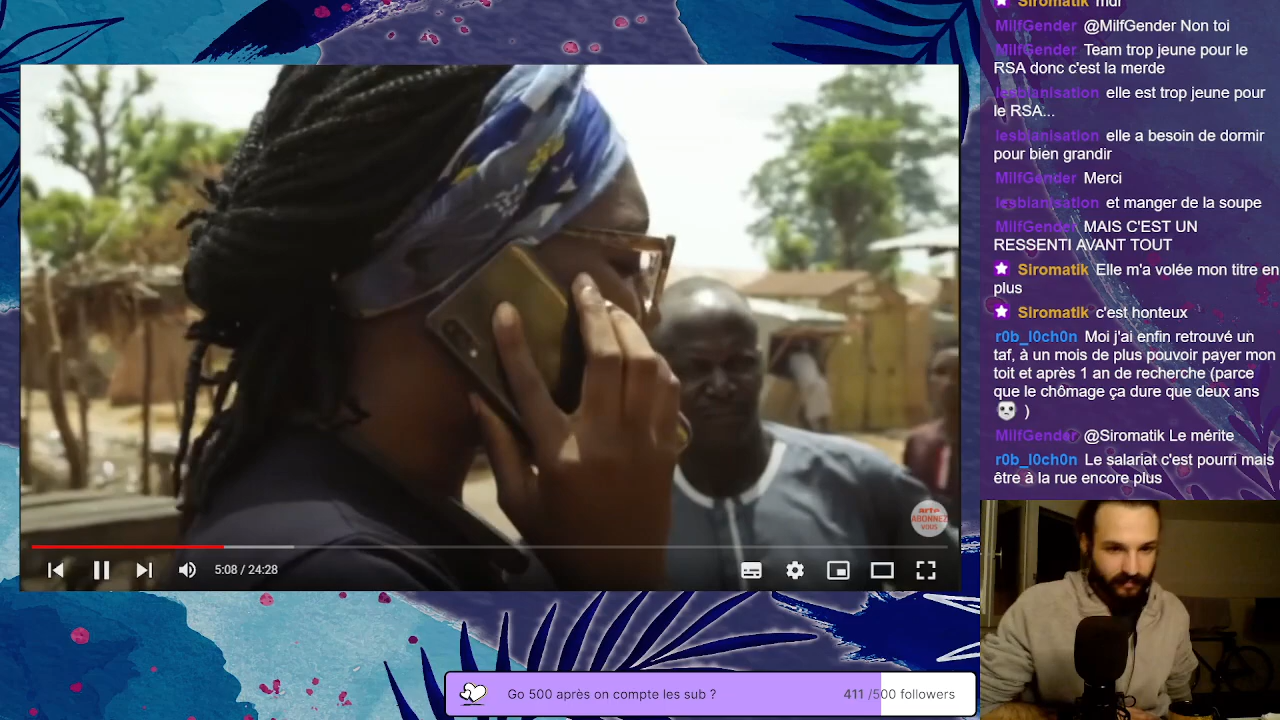 Siromatik mdr
MilfGender @MilfGender Non toi
MilfGender Team trop jeune pour le
RSA donc c'est la merde
lesbianisation elle est trop jeune pour
le RSA...
lesbianisation elle a besoin de dormir
pour bien grandir
MilfGender Merci
lesbianisation et manger de la soupe
MilfGender MAIS C'EST UN
RESSENTI AVANT TOUT
Siromatik Elle m'a volée mon titre en
plus
Siromatik c'est honteux
r0b_l0ch0n Moi j'ai enfin retrouvé un
taf, à un mois de plus pouvoir payer mon
toit et après 1 an de recherche (parce
que le chômage ça dure que deux ans
)
MilfGender @Siromatik Le mérite
r0b_l0ch0n Le salariat c'est pourri mais
être à la rue encore plus
arte
ABONNEZ
VOUS
5:08 / 24:28
Go 500 après on compte les sub ?
411 /500 followers